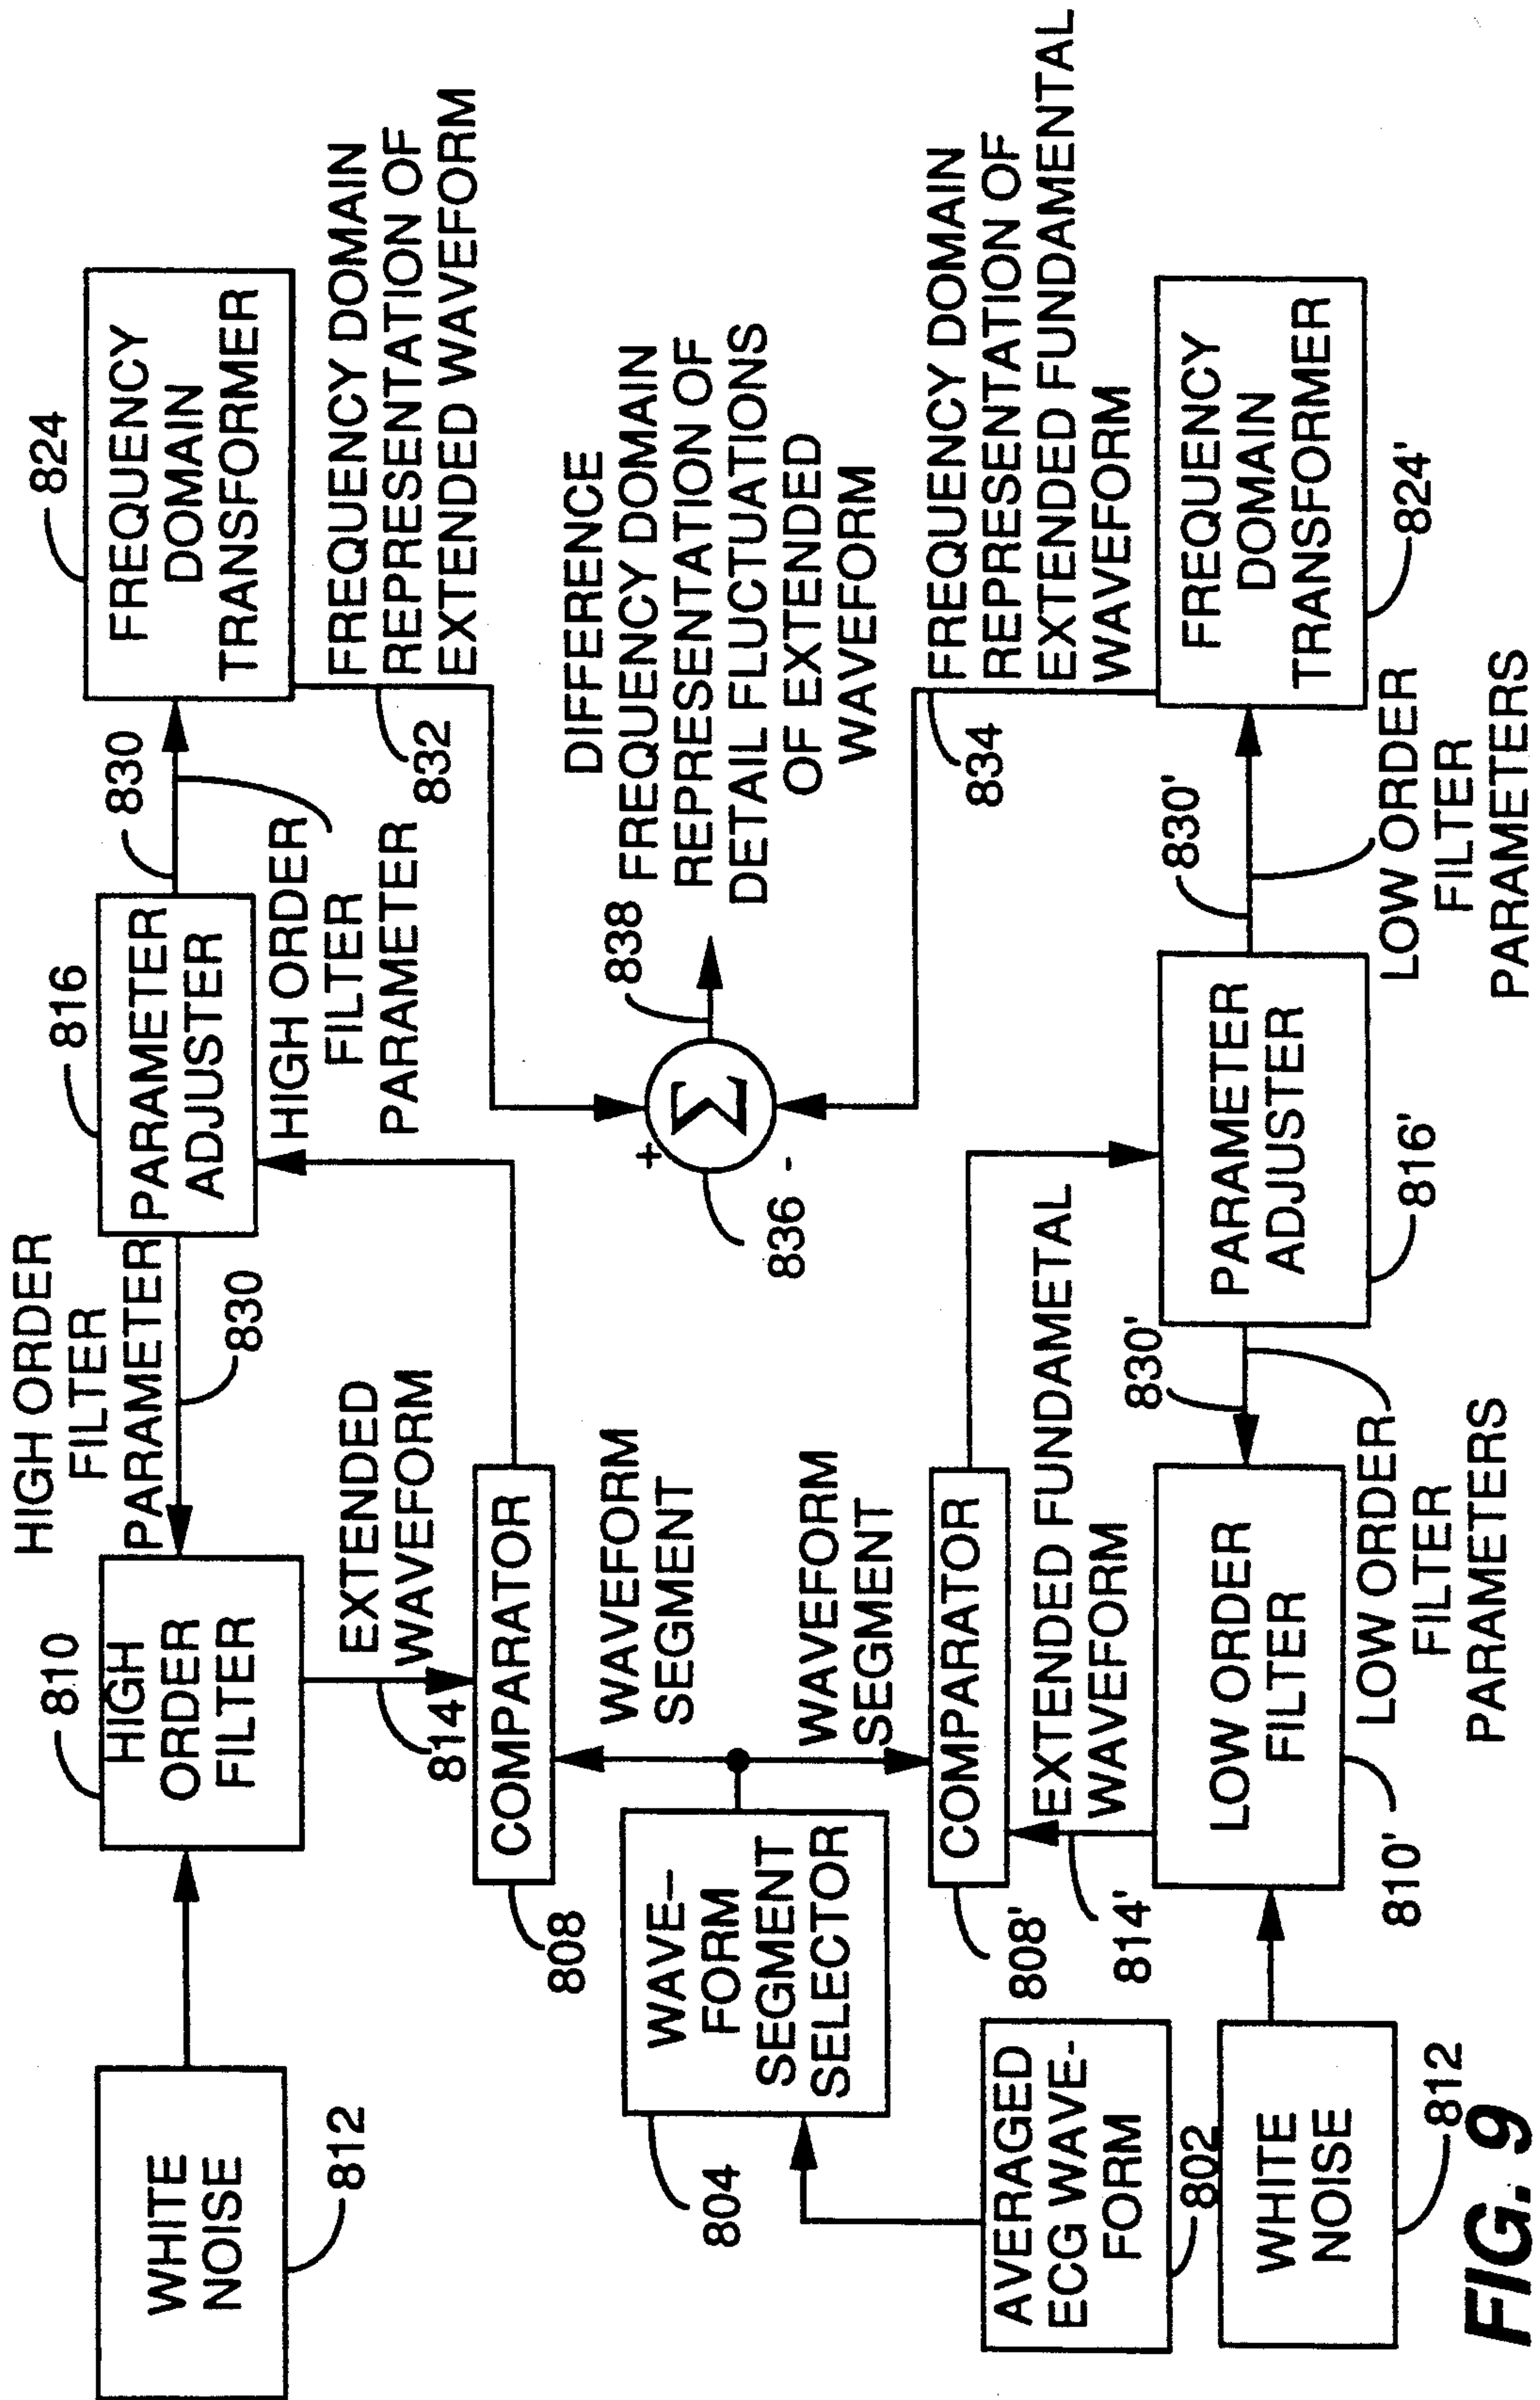 WHITE
NOISE
812
810
HIGH
ORDER
FILTER
HIGH ORDER
FILTER
PARAMETER
830
816
PARAMETER
ADJUSTER
830
HIGH ORDER
FILTER
PARAMETER
824
FREQUENCY
DOMAIN
TRANSFORMER
EXTENDED
WAVEFORM
814
COMPARATOR
808
832
FREQUENCY DOMAIN
REPRESENTATION OF
EXTENDED WAVEFORM
WAVEFORM
SEGMENT
804
WAVE-
FORM
SEGMENT
SELECTOR
WAVEFORM
SEGMENT
+
Σ
-
836
838
DIFFERENCE
FREQUENCY DOMAIN
REPRESENTATION OF
DETAIL FLUCTUATIONS
OF EXTENDED
WAVEFORM
AVERAGED
ECG WAVE-
FORM
802
COMPARATOR
808'
814'
EXTENDED FUNDAMETAL
WAVEFORM
834
FREQUENCY DOMAIN
REPRESENTATION OF
EXTENDED FUNDAMENTAL
WAVEFORM
WHITE
NOISE
812
LOW ORDER
FILTER
810'
830'
LOW ORDER
FILTER
PARAMETERS
PARAMETER
ADJUSTER
816'
830'
LOW ORDER
FILTER
PARAMETERS
FREQUENCY
DOMAIN
TRANSFORMER
824'
FIG. 9